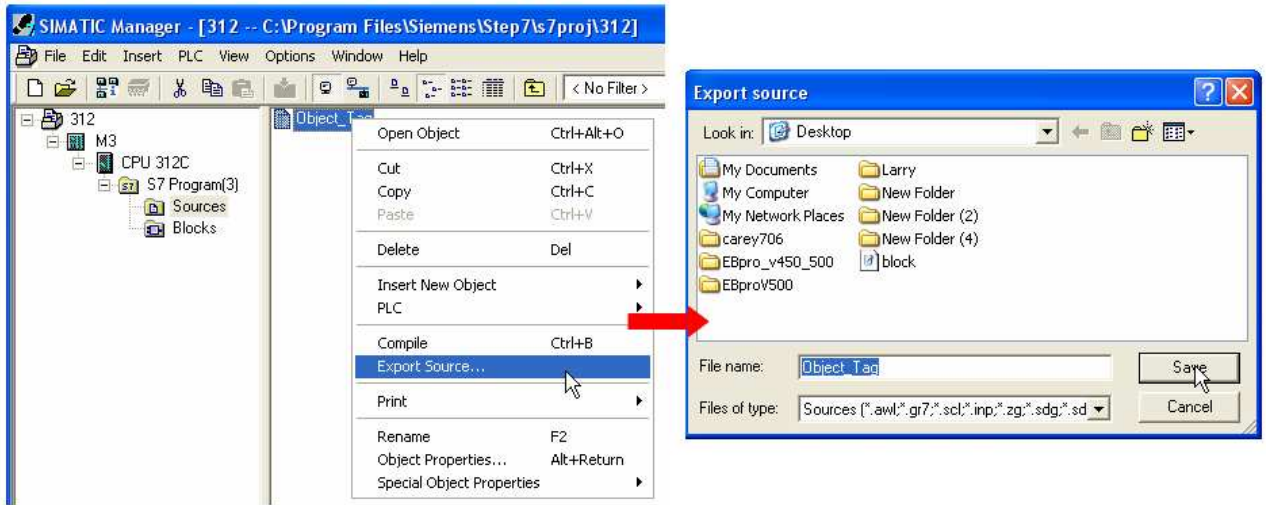 SIMATIC Manager - [312 -- C:\Program Files\Siemens\Step7\s7proj\312]
File Edit Insert PLC View Options Window Help
< No Filter >
312
M3
CPU 312C
S7 Program(3)
Sources
Blocks
Object_Tag
Open Object Ctrl+Alt+O
Cut Ctrl+X
Copy Ctrl+C
Paste Ctrl+V
Delete Del
Insert New Object
PLC
Compile Ctrl+B
Export Source...
Print
Rename F2
Object Properties... Alt+Return
Special Object Properties
Export source
Look in: Desktop
My Documents
My Computer
My Network Places
carey706
EBpro_v450_500
EBproV500
Larry
New Folder
New Folder (2)
New Folder (4)
block
File name: Object_Tag Save
Files of type: Sources (*.awl;*.gr7;*.scl;*.inp;*.zg;*.sdg;*.sd Cancel